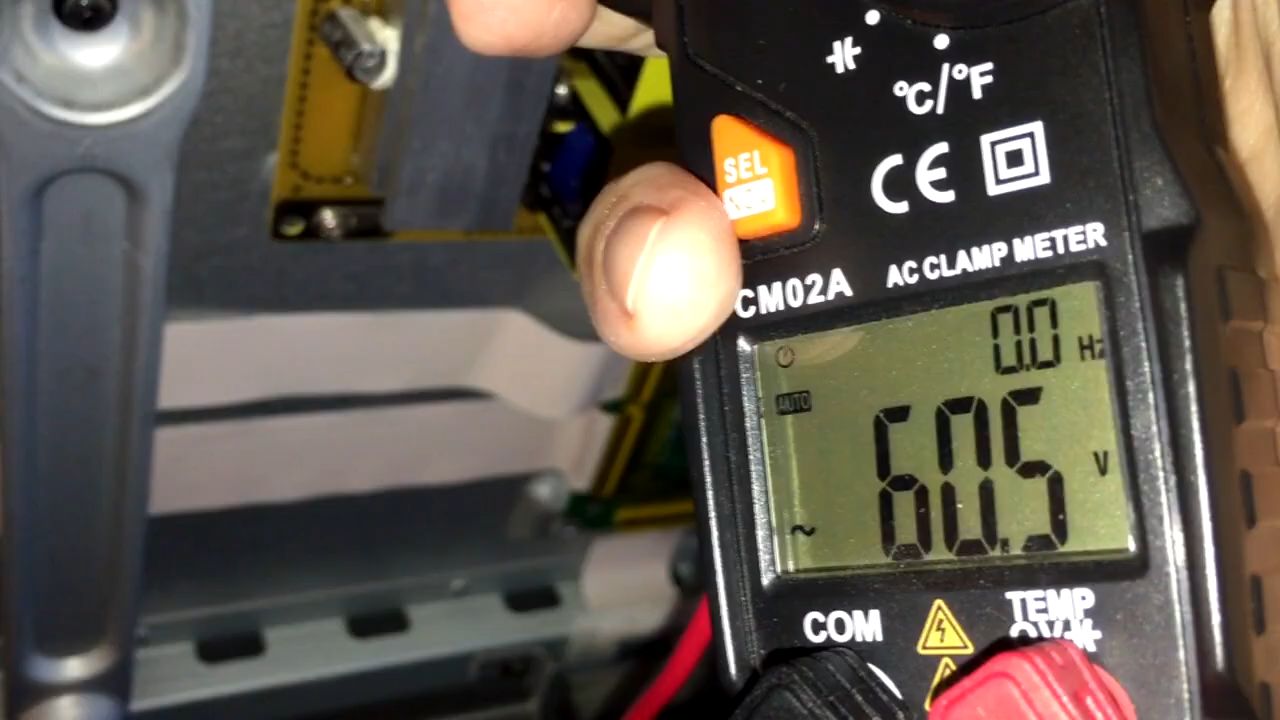 °C/°F
SEL
CE
CM02A
AC CLAMP METER
0.0 Hz
AUTO
60.5 V
~
COM
TEMP